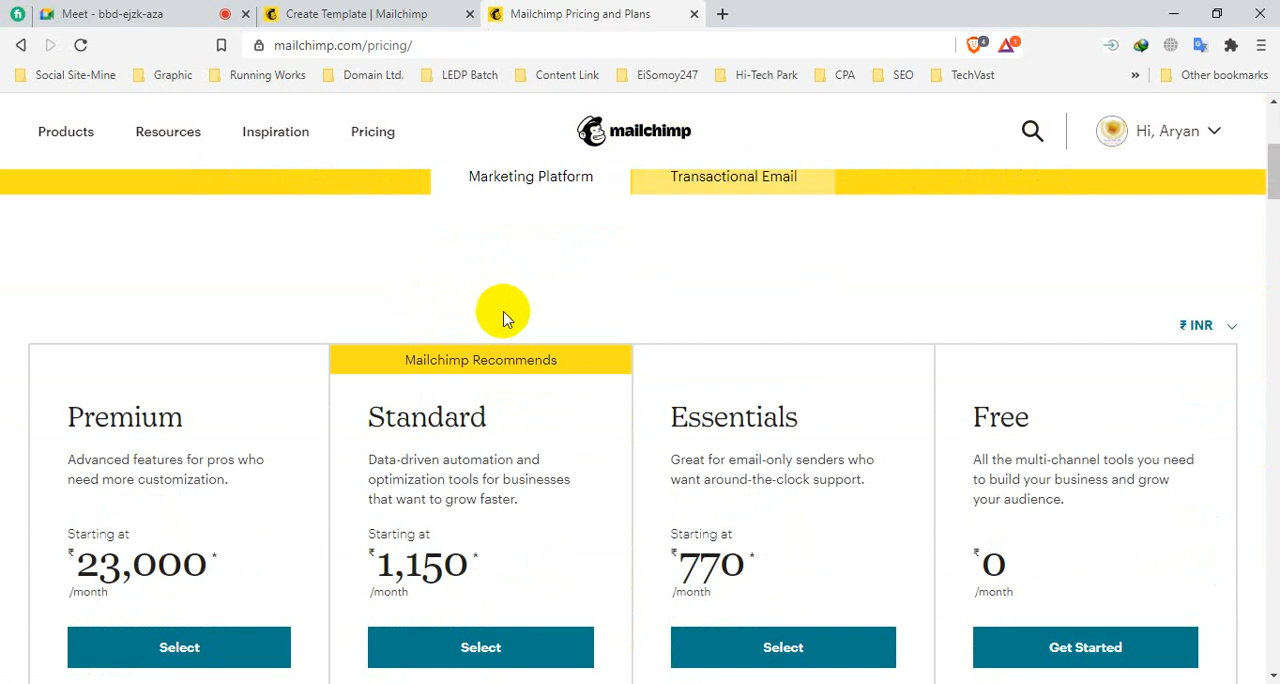 Meet - bbd-ejzk-aza
Create Template | Mailchimp
Mailchimp Pricing and Plans
mailchimp.com/pricing/
4
1
Social Site-Mine
Graphic
Running Works
Domain Ltd.
LEDP Batch
Content Link
EiSomoy247
Hi-Tech Park
CPA
SEO
TechVast
»
Other bookmarks
Products
Resources
Inspiration
Pricing
mailchimp
Hi, Aryan
Marketing Platform
Transactional Email
₹ INR
Mailchimp Recommends
Premium
Advanced features for pros who
need more customization.
Starting at
₹23,000*
/month
Select
Standard
Data-driven automation and
optimization tools for businesses
that want to grow faster.
Starting at
₹1,150*
/month
Select
Essentials
Great for email-only senders who
want around-the-clock support.
Starting at
₹770*
/month
Select
Free
All the multi-channel tools you need
to build your business and grow
your audience.
₹0
/month
Get Started